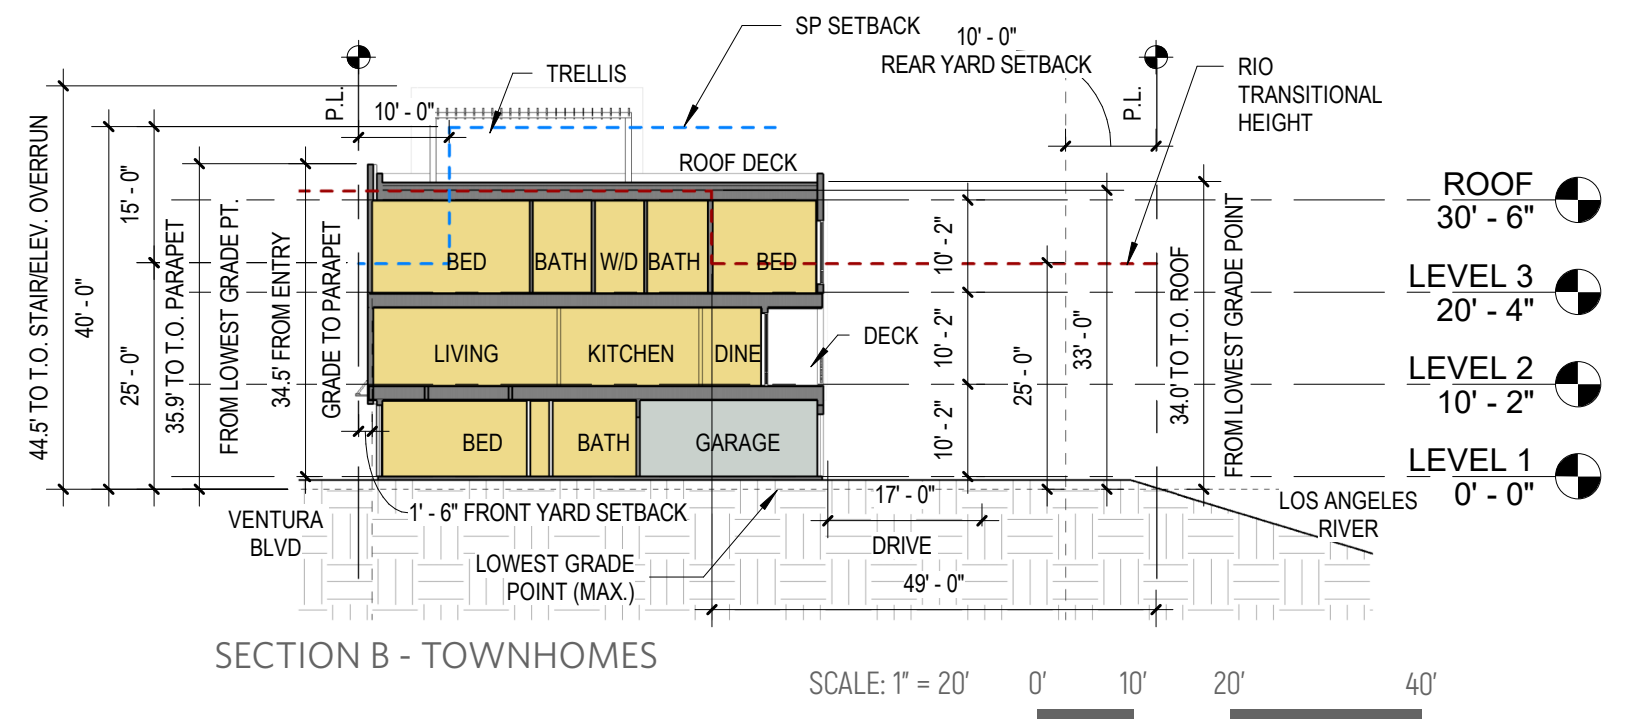 SP SETBACK
10' - 0"
REAR YARD SETBACK
TRELLIS
RIO
TRANSITIONAL
HEIGHT
P.L.
10' - 0"
P.L.
ROOF DECK
44.5' TO T.O. STAIR/ELEV. OVERRUN
40' - 0"
15' - 0"
25' - 0"
35.9' TO T.O. PARAPET
FROM LOWEST GRADE PT.
34.5' FROM ENTRY
GRADE TO PARAPET
BED
BATH
W/D
BATH
BED
LIVING
KITCHEN
DINE
DECK
BED
BATH
GARAGE
10' - 2"
10' - 2"
10' - 2"
25' - 0"
33' - 0"
34.0' TO T.O. ROOF
FROM LOWEST GRADE POINT
ROOF
30' - 6"
LEVEL 3
20' - 4"
LEVEL 2
10' - 2"
LEVEL 1
0' - 0"
VENTURA
BLVD
1' - 6" FRONT YARD SETBACK
LOWEST GRADE
POINT (MAX.)
17' - 0"
DRIVE
49' - 0"
LOS ANGELES
RIVER
SECTION B - TOWNHOMES
SCALE: 1" = 20'
0'
10'
20'
40'